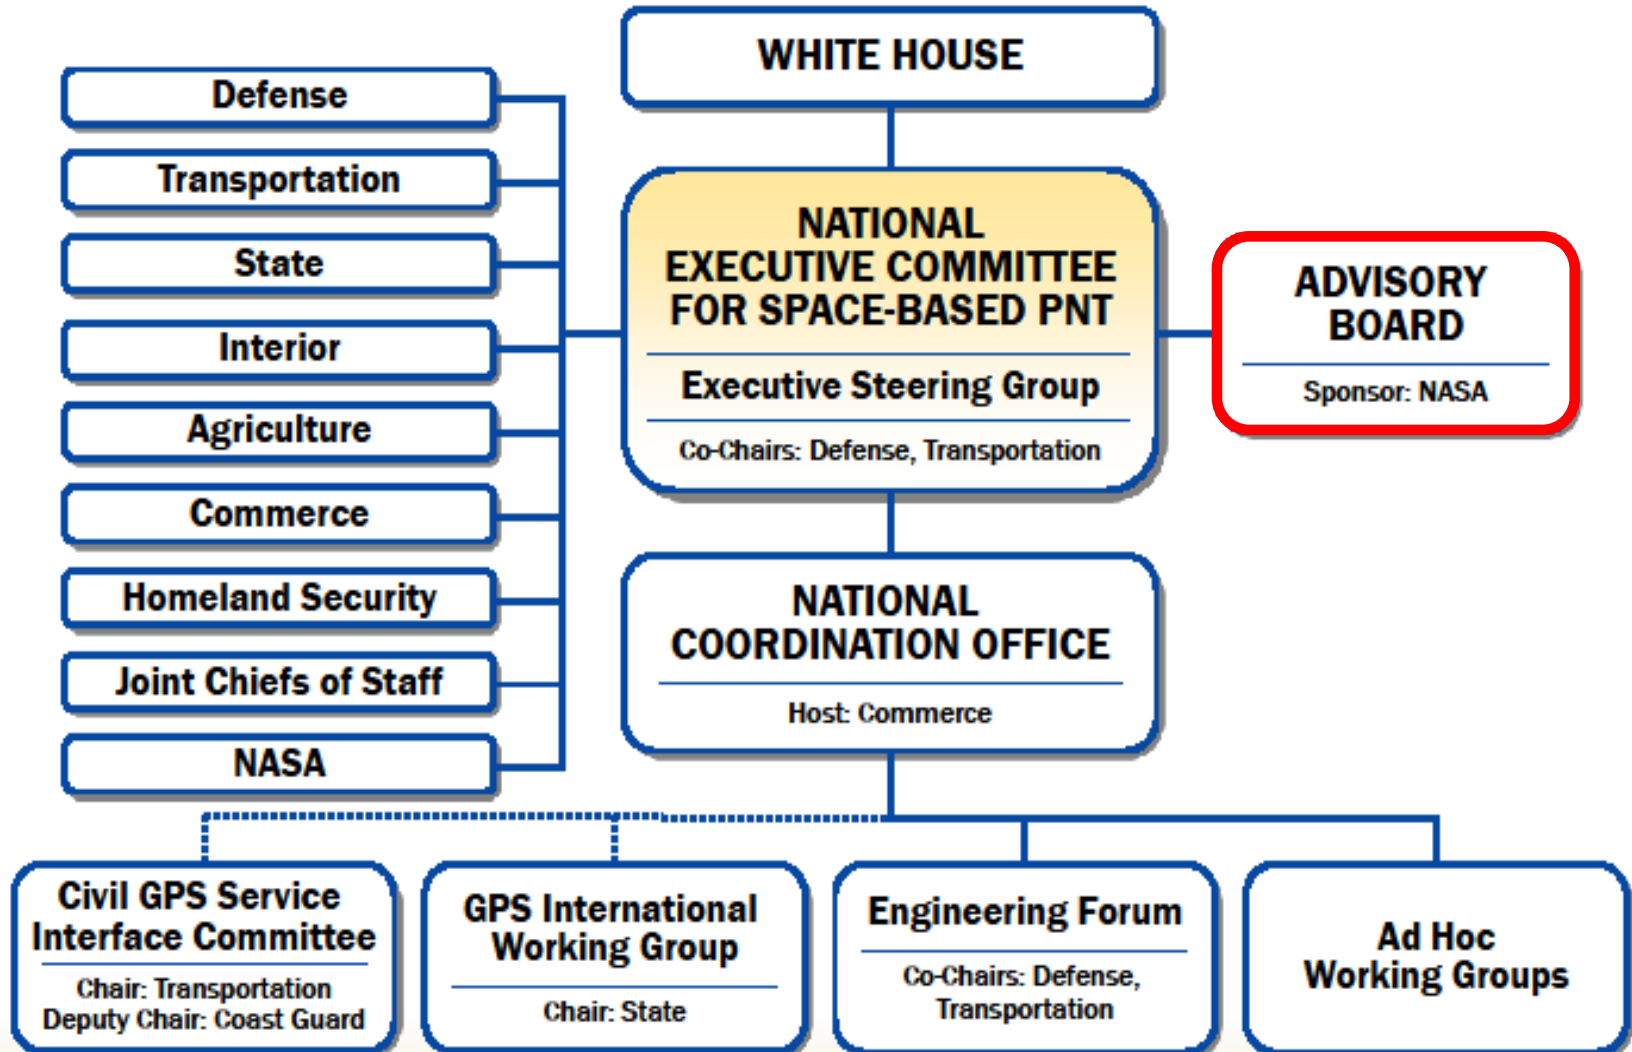 WHITE HOUSE
Defense
Transportation
State
Interior
Agriculture
Commerce
Homeland Security
Joint Chiefs of Staff
NASA
NATIONAL
EXECUTIVE COMMITTEE
FOR SPACE-BASED PNT
Executive Steering Group
Co-Chairs: Defense, Transportation
ADVISORY
BOARD
Sponsor: NASA
NATIONAL
COORDINATION OFFICE
Host: Commerce
Civil GPS Service
Interface Committee
Chair: Transportation
Deputy Chair: Coast Guard
GPS International
Working Group
Chair: State
Engineering Forum
Co-Chairs: Defense,
Transportation
Ad Hoc
Working Groups